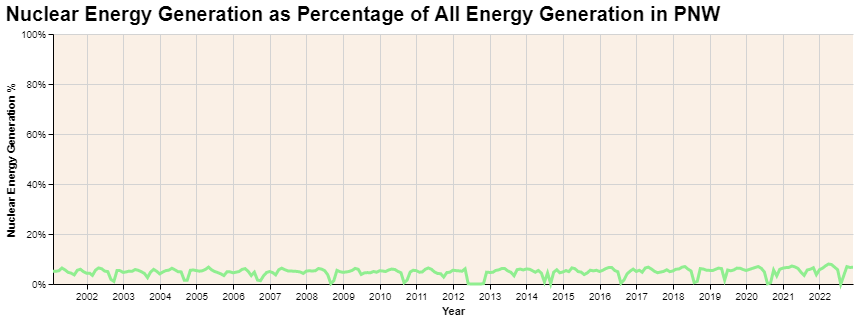 Nuclear Energy Generation as Percentage of All Energy Generation in PNW
100%
80%
60%
40%
20%
0%
Nuclear Energy Generation %
2002 2003 2004 2005 2006 2007 2008 2009 2010 2011 2012 2013 2014 2015 2016 2017 2018 2019 2020 2021 2022
Year